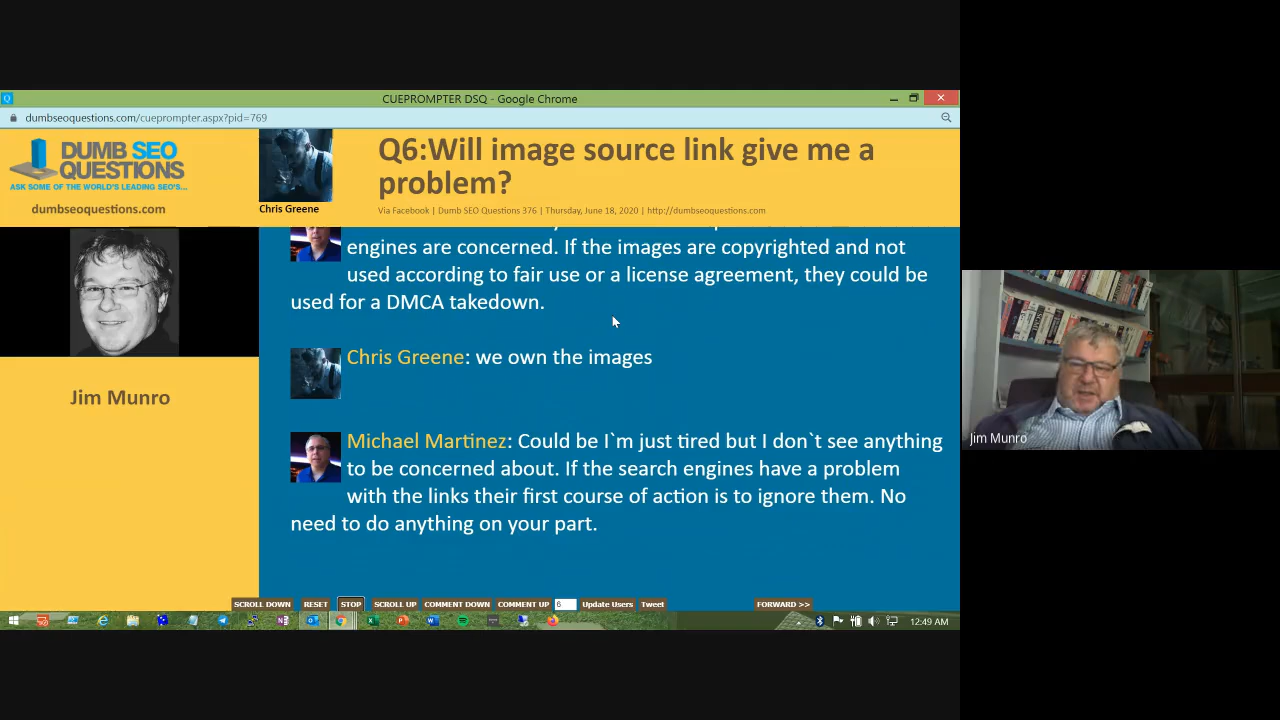 CUEPROMPTER DSQ - Google Chrome
dumbseoquestions.com/cueprompter.aspx?pid=769
DUMB SEO
QUESTIONS
ASK SOME OF THE WORLD'S LEADING SEO'S...
dumbseoquestions.com
Chris Greene
Q6:Will image source link give me a
problem?
Via Facebook | Dumb SEO Questions 376 | Thursday, June 18, 2020 | http://dumbseoquestions.com
Jim Munro
engines are concerned. If the images are copyrighted and not
used according to fair use or a license agreement, they could be
used for a DMCA takedown.
Chris Greene: we own the images
Michael Martinez: Could be I`m just tired but I don`t see anything
to be concerned about. If the search engines have a problem
with the links their first course of action is to ignore them. No
need to do anything on your part.
SCROLL DOWN RESET STOP SCROLL UP COMMENT DOWN COMMENT UP 6 Update Users Tweet FORWARD >>
12:49 AM
Jim Munro